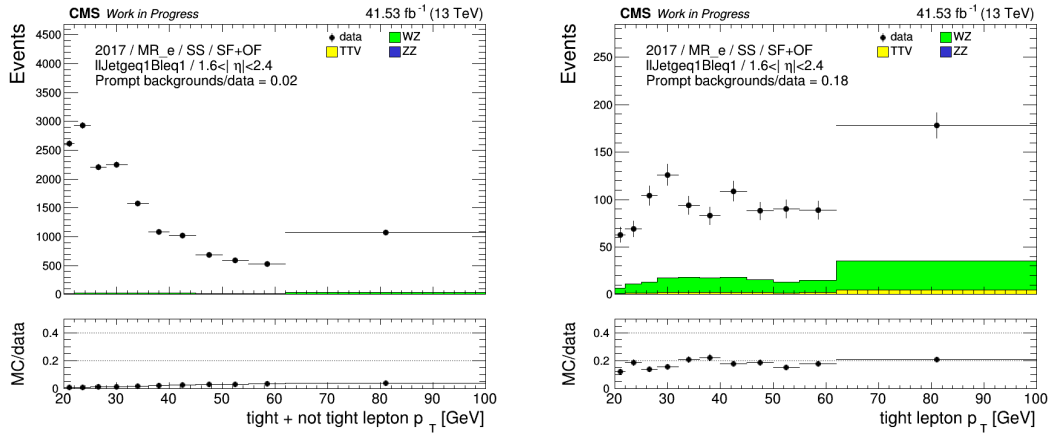 CMS Work in Progress 41.53 fb⁻¹ (13 TeV)
Events
4500
4000
3500
3000
2500
2000
1500
1000
500
0
2017 / MR_e / SS / SF+OF
llJetgeq1Bleq1 / 1.6<| η|<2.4
Prompt backgrounds/data = 0.02
data WZ
TTV ZZ
MC/data
0.4
0.2
0
20 30 40 50 60 70 80 90 100
tight + not tight lepton p_T [GeV]
CMS Work in Progress 41.53 fb⁻¹ (13 TeV)
Events
250
200
150
100
50
0
2017 / MR_e / SS / SF+OF
llJetgeq1Bleq1 / 1.6<| η|<2.4
Prompt backgrounds/data = 0.18
data WZ
TTV ZZ
MC/data
0.4
0.2
0
20 30 40 50 60 70 80 90 100
tight lepton p_T [GeV]